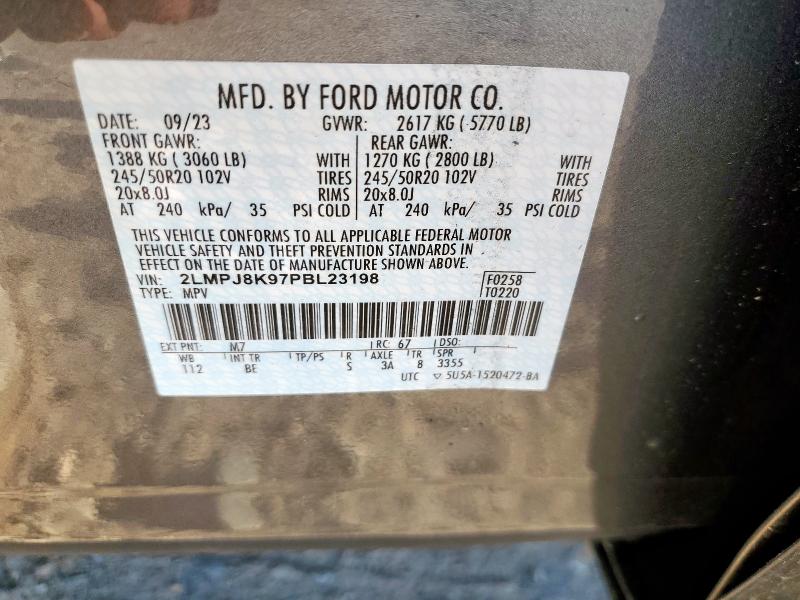 MFD. BY FORD MOTOR CO.
DATE: 09/23 GVWR: 2617 KG ( 5770 LB)
FRONT GAWR: REAR GAWR:
1388 KG ( 3060 LB) WITH 1270 KG ( 2800 LB) WITH
245/50R20 102V TIRES 245/50R20 102V TIRES
20x8.0J RIMS 20x8.0J RIMS
AT 240 kPa/ 35 PSI COLD AT 240 kPa/ 35 PSI COLD
THIS VEHICLE CONFORMS TO ALL APPLICABLE FEDERAL MOTOR
VEHICLE SAFETY AND THEFT PREVENTION STANDARDS IN
EFFECT ON THE DATE OF MANUFACTURE SHOWN ABOVE.
VIN: 2LMPJ8K97PBL23198 F0258
TYPE: MPV T0220
EXT PNT: M7 RC: 67 DSO:
WB INT TR TP/PS R AXLE TR SPR
112 BE S 3A 8 3355
UTC ▽ 5U5A-1520472-BA